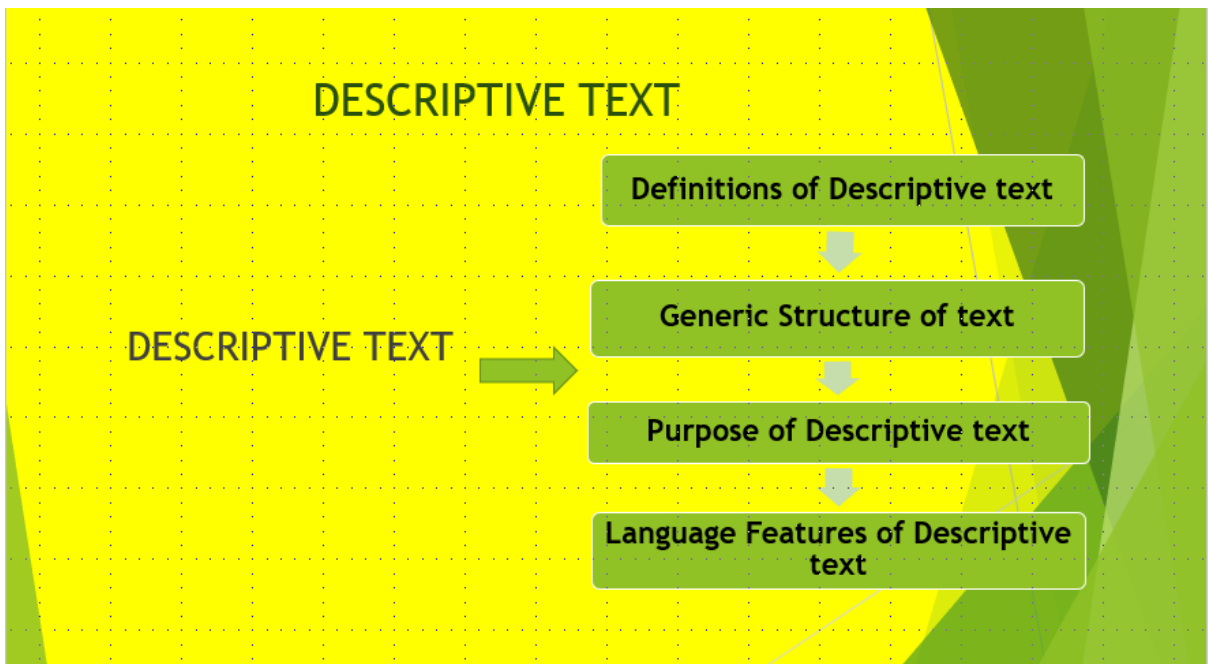 DESCRIPTIVE TEXT
DESCRIPTIVE TEXT
Definitions of Descriptive text
Generic Structure of text
Purpose of Descriptive text
Language Features of Descriptive
text